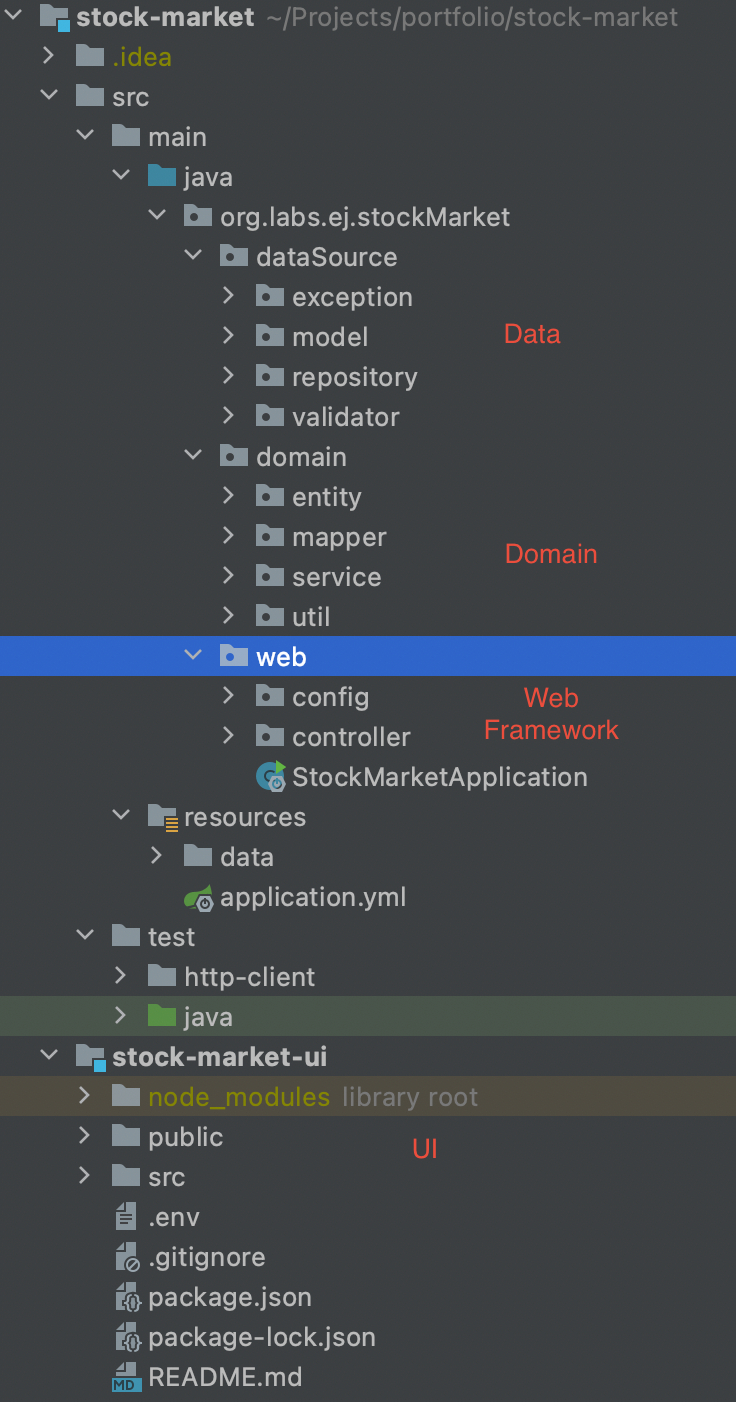 stock-market ~/Projects/portfolio/stock-market
.idea
src
main
java
org.labs.ej.stockMarket
dataSource
exception
model
Data
repository
validator
domain
entity
mapper
Domain
service
util
web
config
Web
Framework
controller
StockMarketApplication
resources
data
application.yml
test
http-client
java
stock-market-ui
node_modules library root
public
UI
src
.env
.gitignore
package.json
package-lock.json
MD README.md